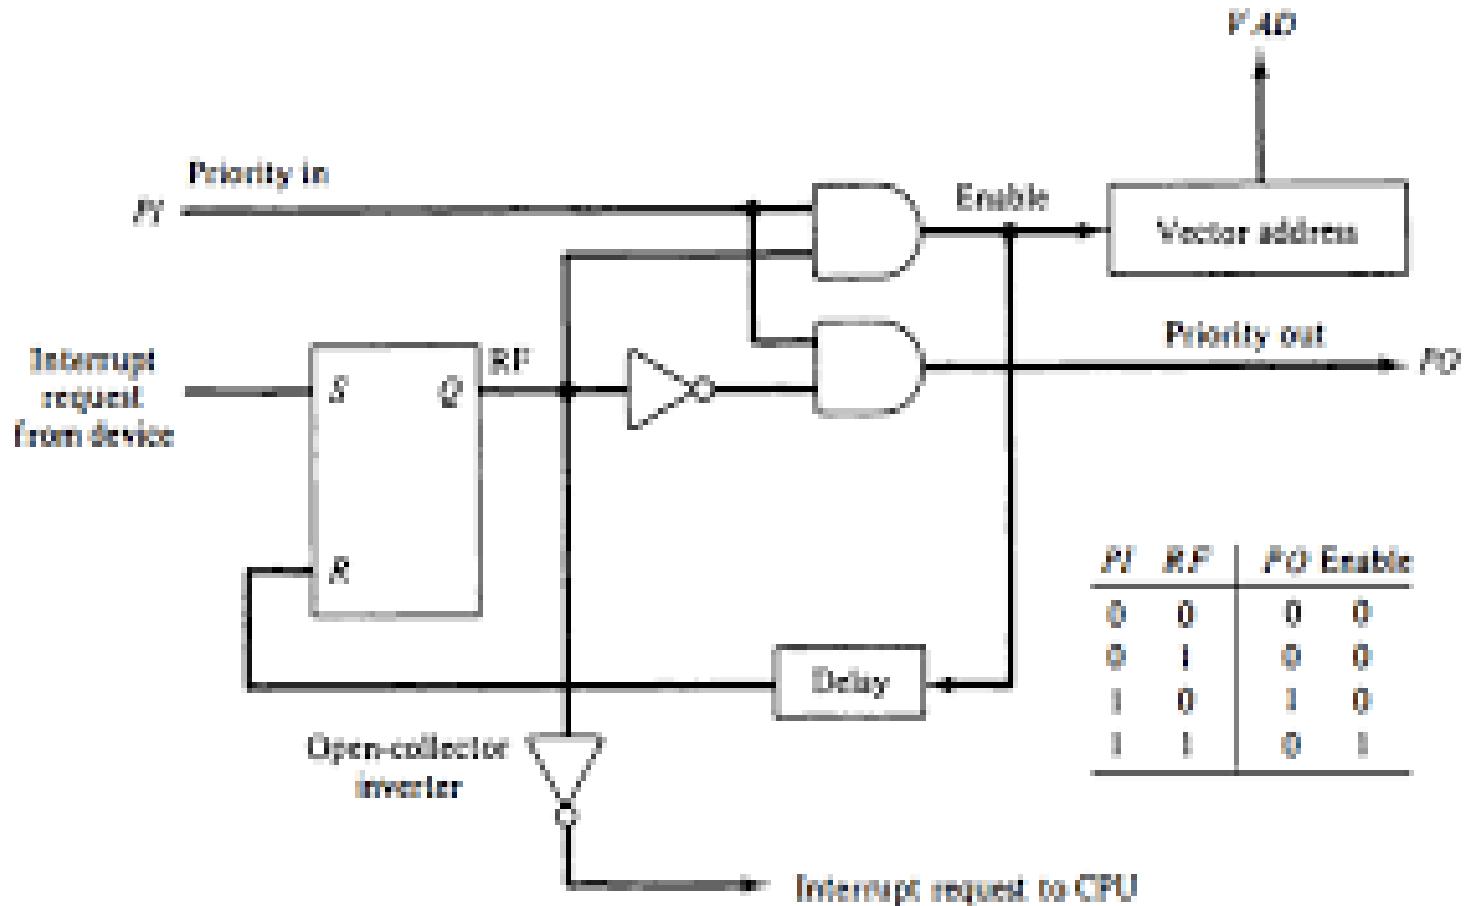 VAD
Priority in
PI
Enable
Vector address
Priority out
PO
Interrupt
request
from device
S
Q
RF
R
Delay
Open-collector
inverter
Interrupt request to CPU
PI RF PO Enable
0 0 0 0
0 1 0 0
1 0 1 0
1 1 0 1